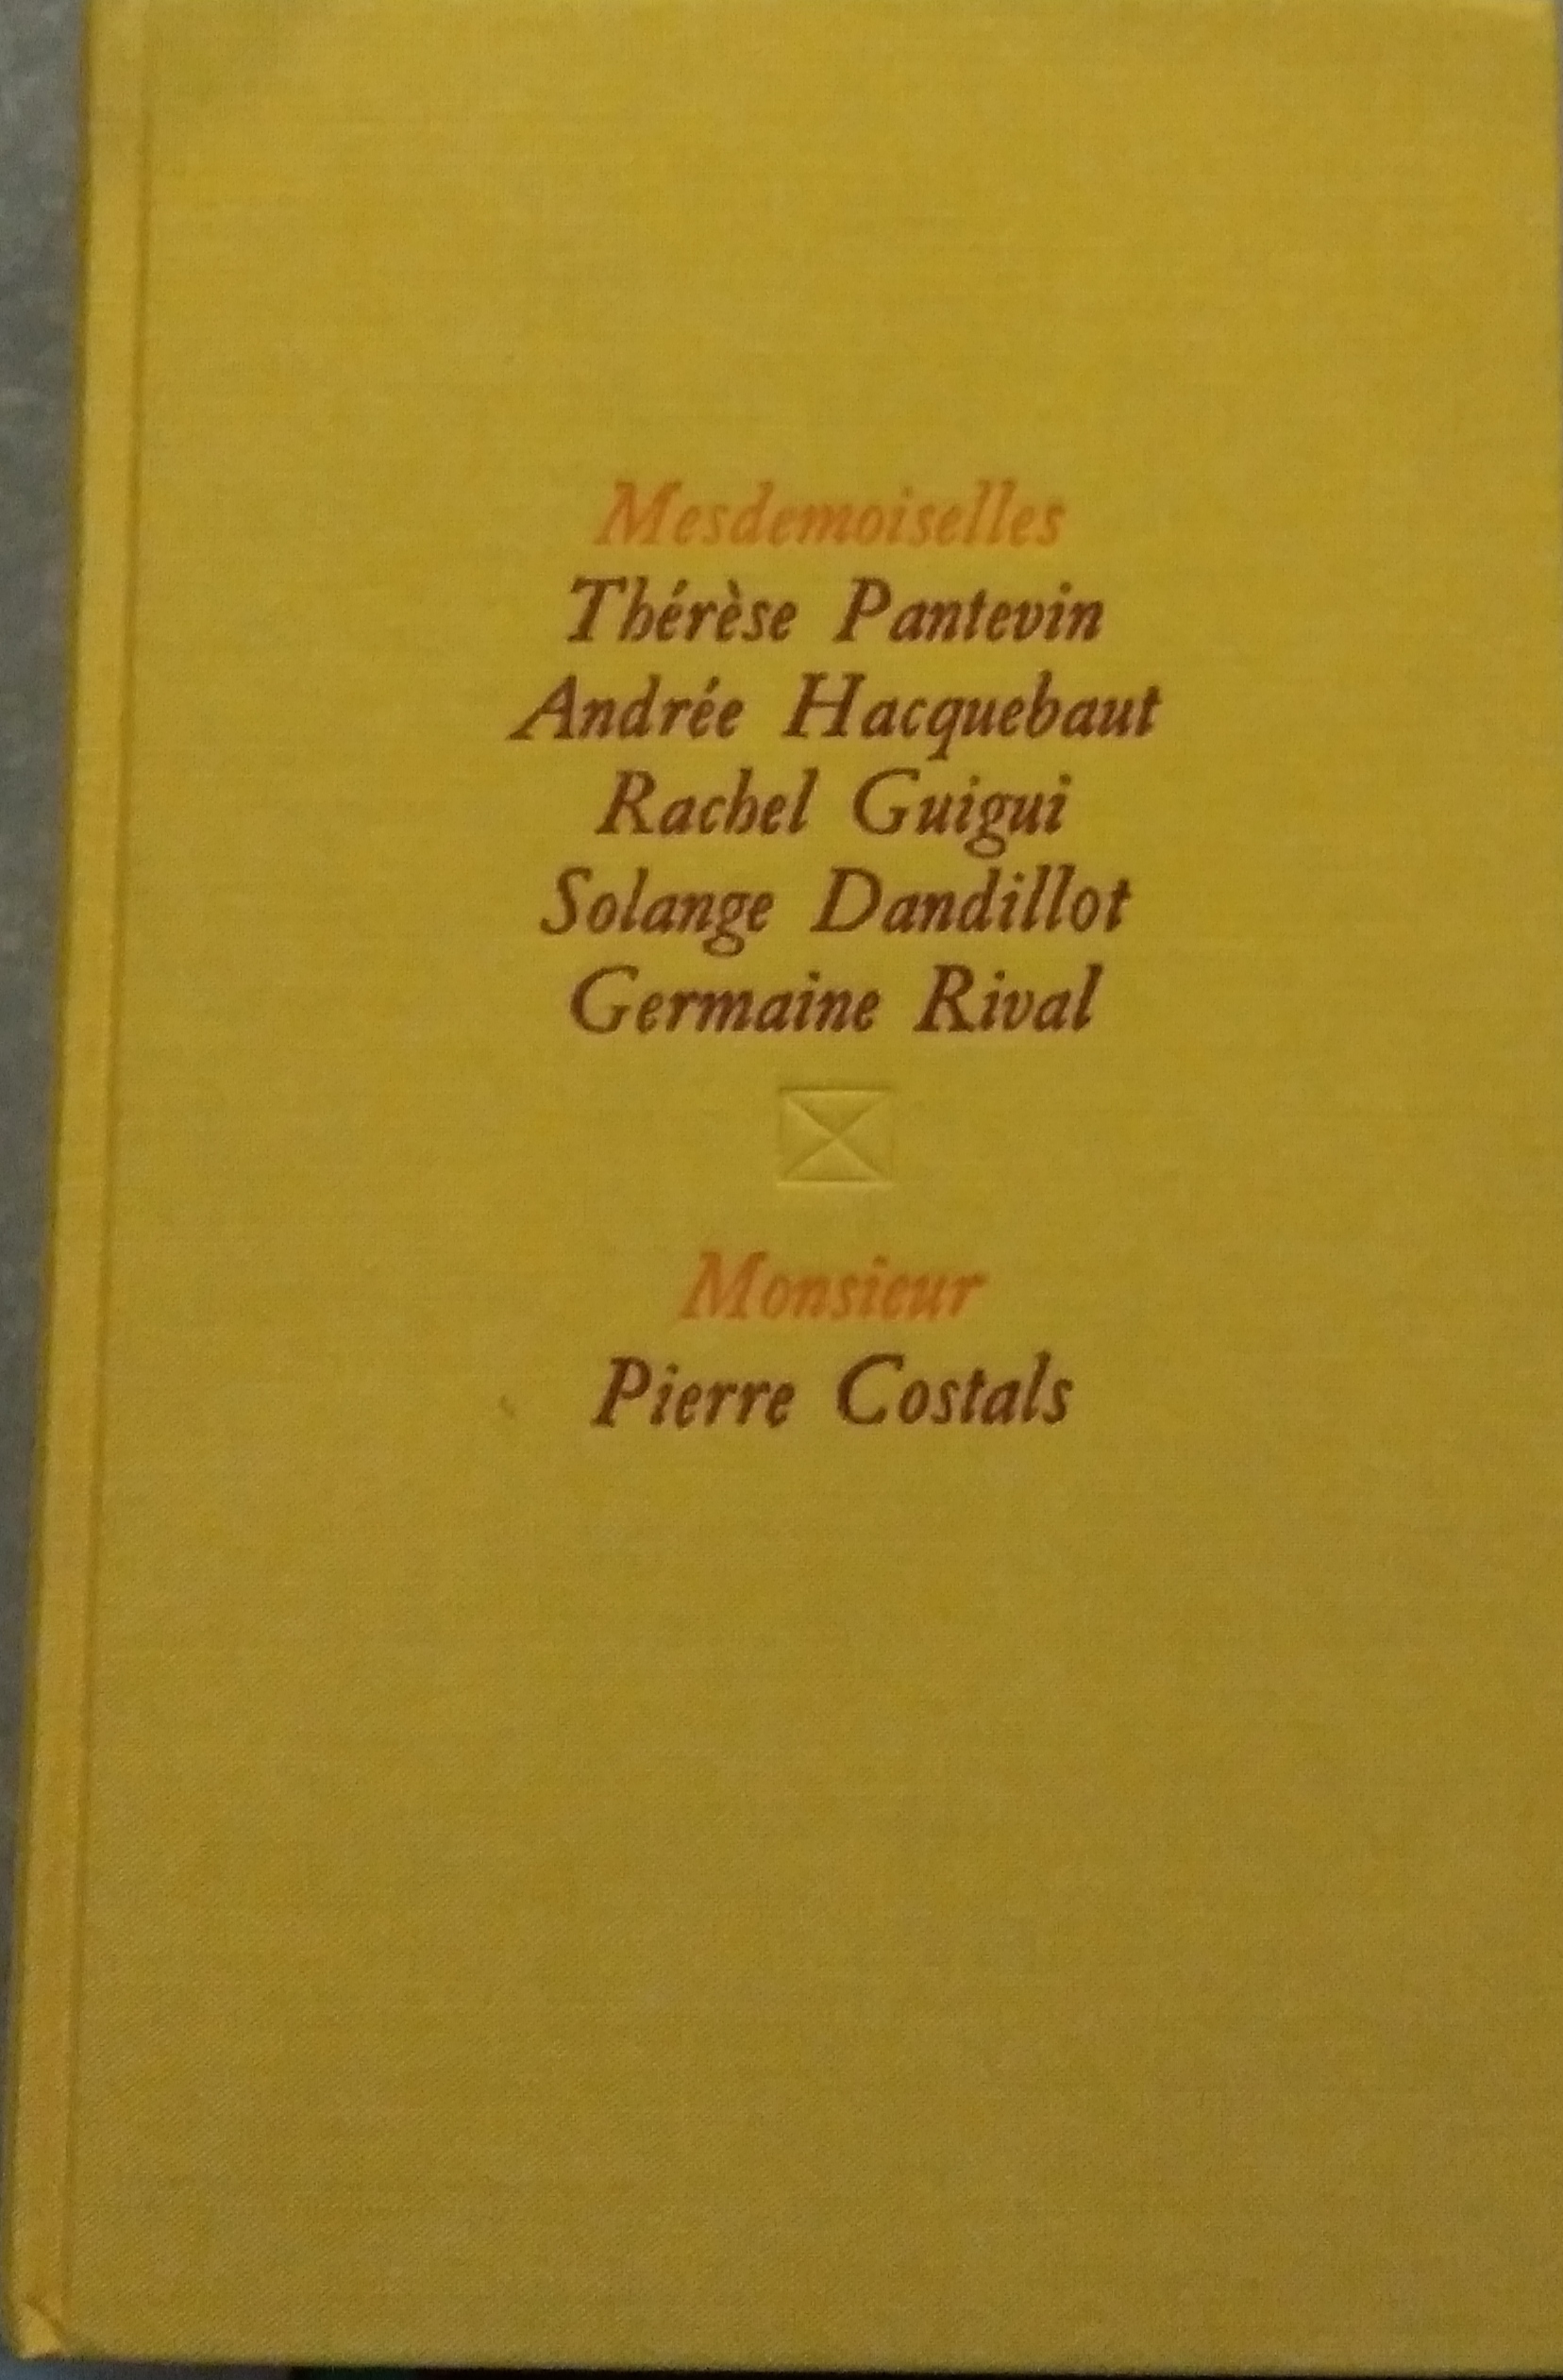 Mesdemoiselles
Thérèse Pantevin
Andrée Hacquebaut
Rachel Guigui
Solange Dandillot
Germaine Rival
Monsieur
Pierre Costals